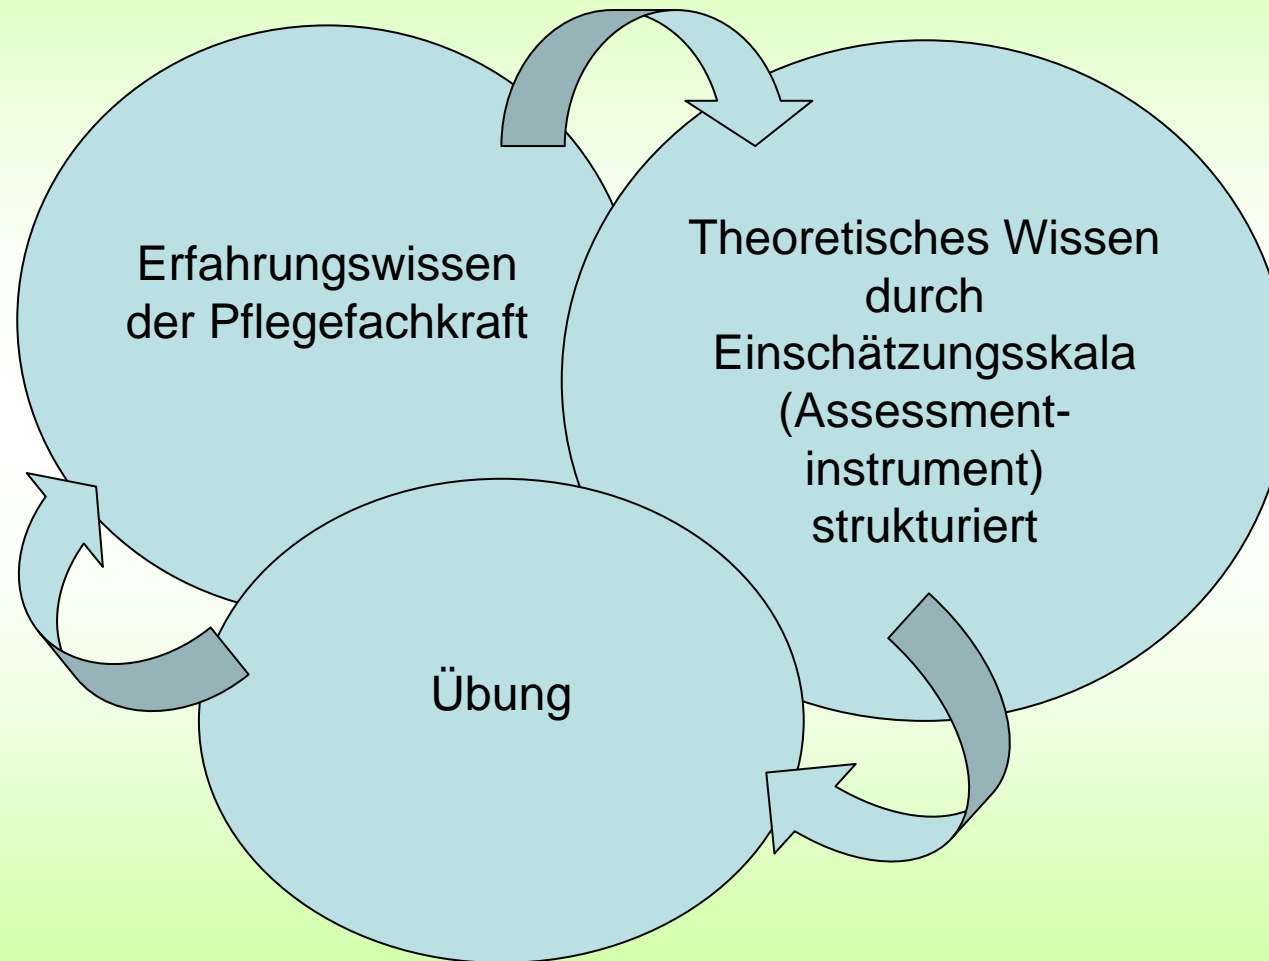 Erfahrungswissen
der Pflegefachkraft
Theoretisches Wissen
durch
Einschätzungsskala
(Assessment-
instrument)
strukturiert
Übung